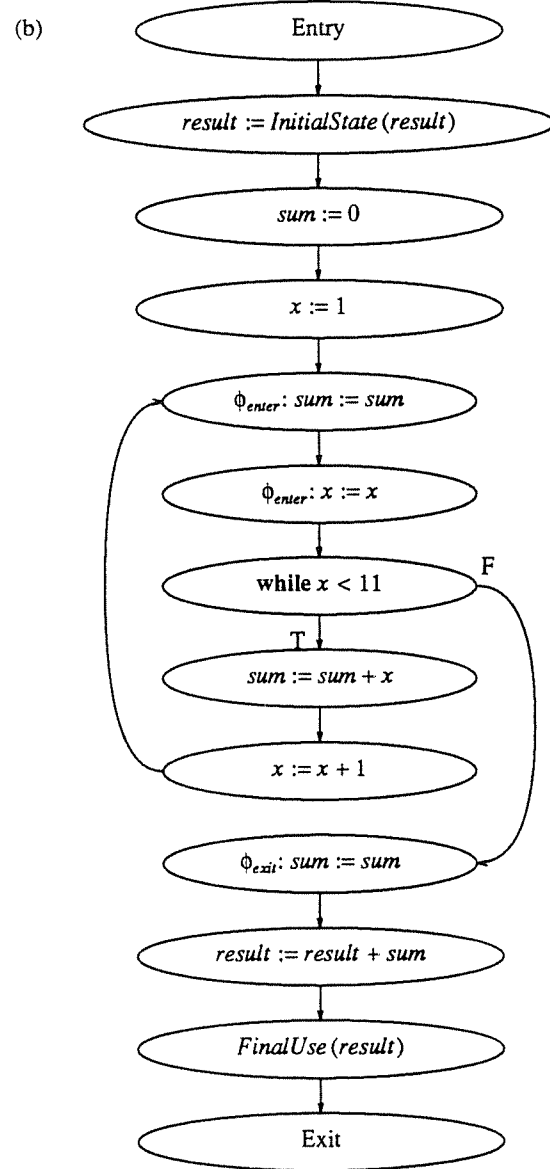 (b)
Entry
result := InitialState(result)
sum := 0
x := 1
ϕenter: sum := sum
ϕenter: x := x
while x < 11
F
T
sum := sum + x
x := x + 1
ϕexit: sum := sum
result := result + sum
FinalUse(result)
Exit